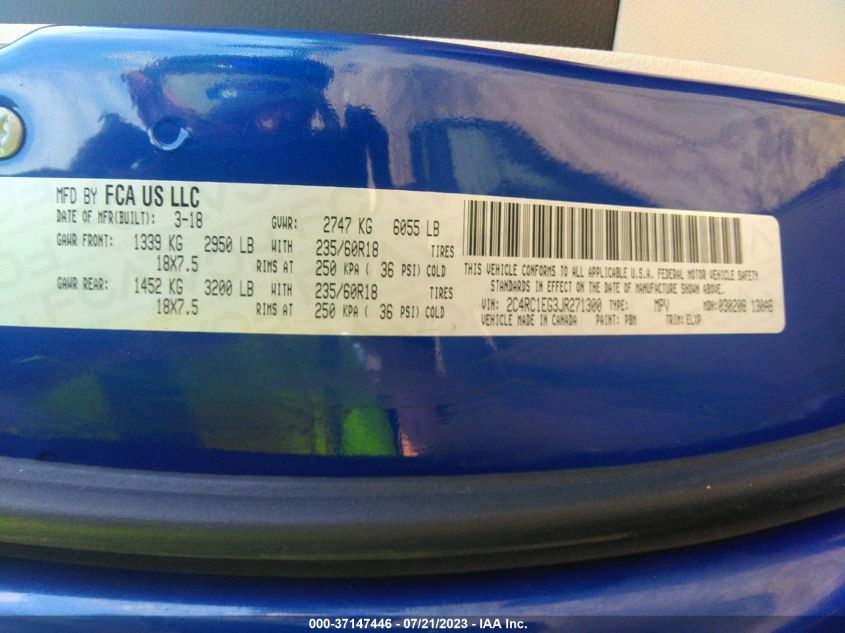 MFD BY FCA US LLC
DATE OF MFR(BUILT): 3-18 GVWR: 2747 KG 6055 LB
GAWR FRONT: 1339 KG 2950 LB WITH 235/60R18 TIRES
18X7.5 RIMS AT 250 KPA ( 36 PSI) COLD
GAWR REAR: 1452 KG 3200 LB WITH 235/60R18 TIRES
18X7.5 RIMS AT 250 KPA ( 36 PSI) COLD
THIS VEHICLE CONFORMS TO ALL APPLICABLE U.S.A. FEDERAL MOTOR VEHICLE SAFETY
STANDARDS IN EFFECT ON THE DATE OF MANUFACTURE SHOWN ABOVE.
VIN: 2C4RC1EG3JR271300 TYPE: MPV MDH: 030208 130AB
VEHICLE MADE IN CANADA PAINT: PBM TRIM: ELXP
000-37147446 - 07/21/2023 - © IAA Inc.